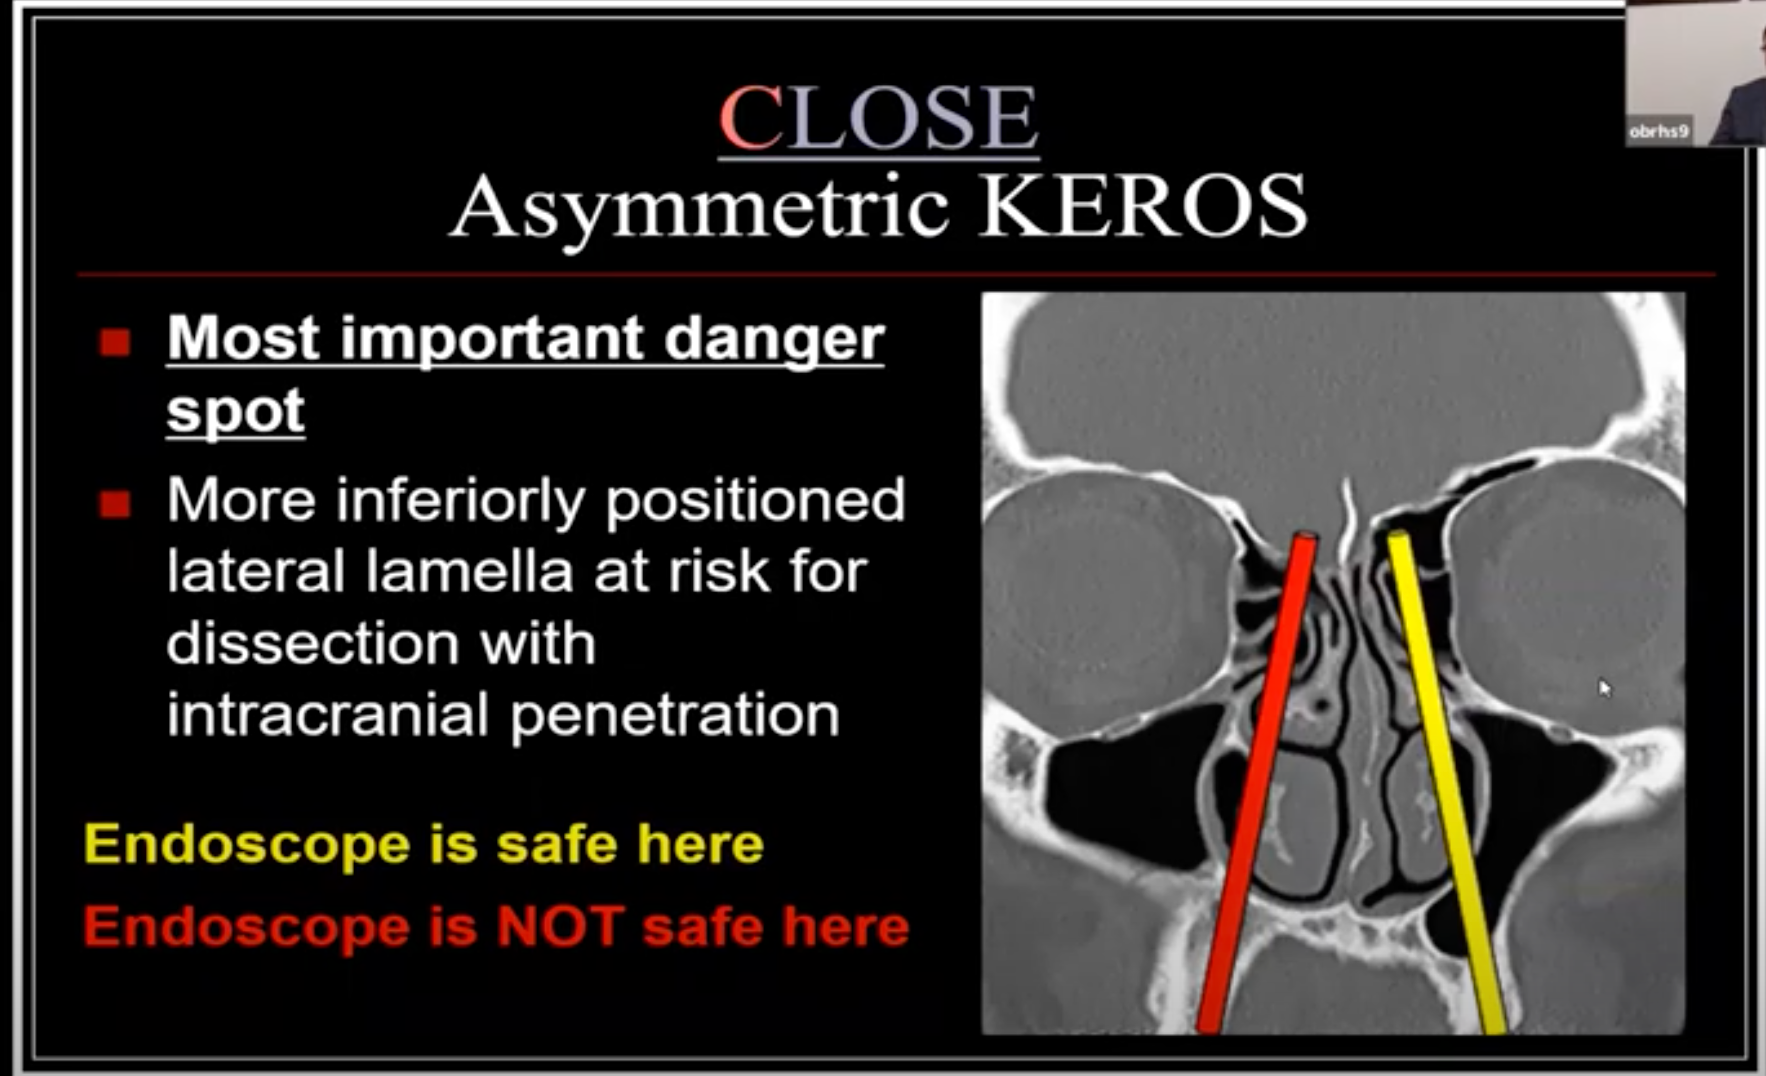 CLOSE
Asymmetric KEROS
Most important danger
spot
More inferiorly positioned
lateral lamella at risk for
dissection with
intracranial penetration
Endoscope is safe here
Endoscope is NOT safe here
obrhs9